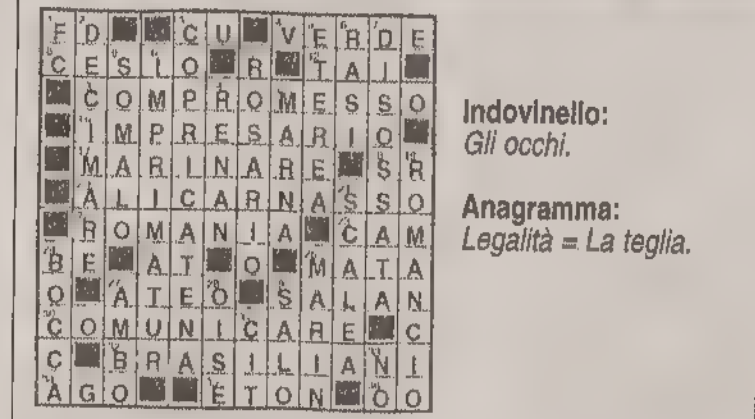 E D C U V E R D E
C E S L O R T A I
C O M P R O M E S S O
I M P R E S A R I O
M A R I N A R E S R
A L I C A R N A S S O
R O M A N I A C A M
B E A T O M A T A
O A T E O S A L A N
C O M U N I C A R E C
C B R A S I L I A N I
A G O E T O N O O
Indovinello:
Gli occhi.
Anagramma:
Legalità = La teglia.